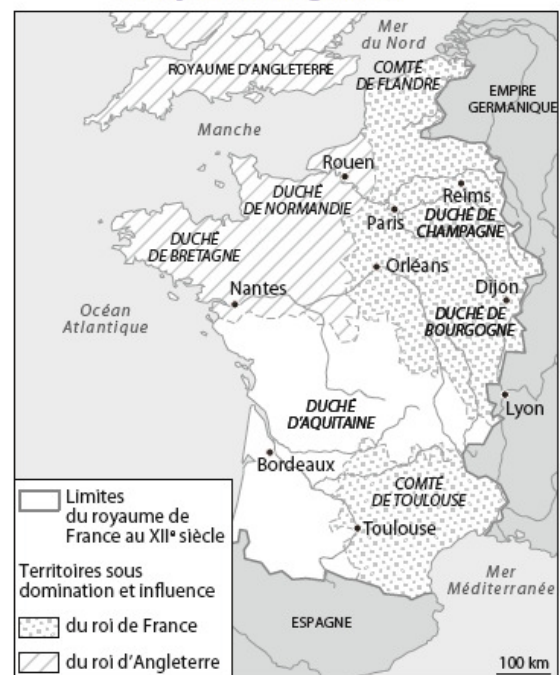 Mer
du Nord
ROYAUME D'ANGLETERRE
COMTÉ
DE FLANDRE
EMPIRE
GERMANIQUE
Manche
Rouen
Reims
DUCHÉ
DE NORMANDIE
Paris
DUCHÉ DE
CHAMPAGNE
DUCHÉ
DE BRETAGNE
Orléans
Nantes
Dijon
Océan
Atlantique
DUCHÉ DE
BOURGOGNE
DUCHÉ
D'AQUITAINE
Lyon
Bordeaux
COMTÉ
DE TOULOUSE
Toulouse
Mer
Méditerranée
ESPAGNE
Limites
du royaume de
France au XIIᵉ siècle
Territoires sous
domination et influence
du roi de France
du roi d'Angleterre
100 km